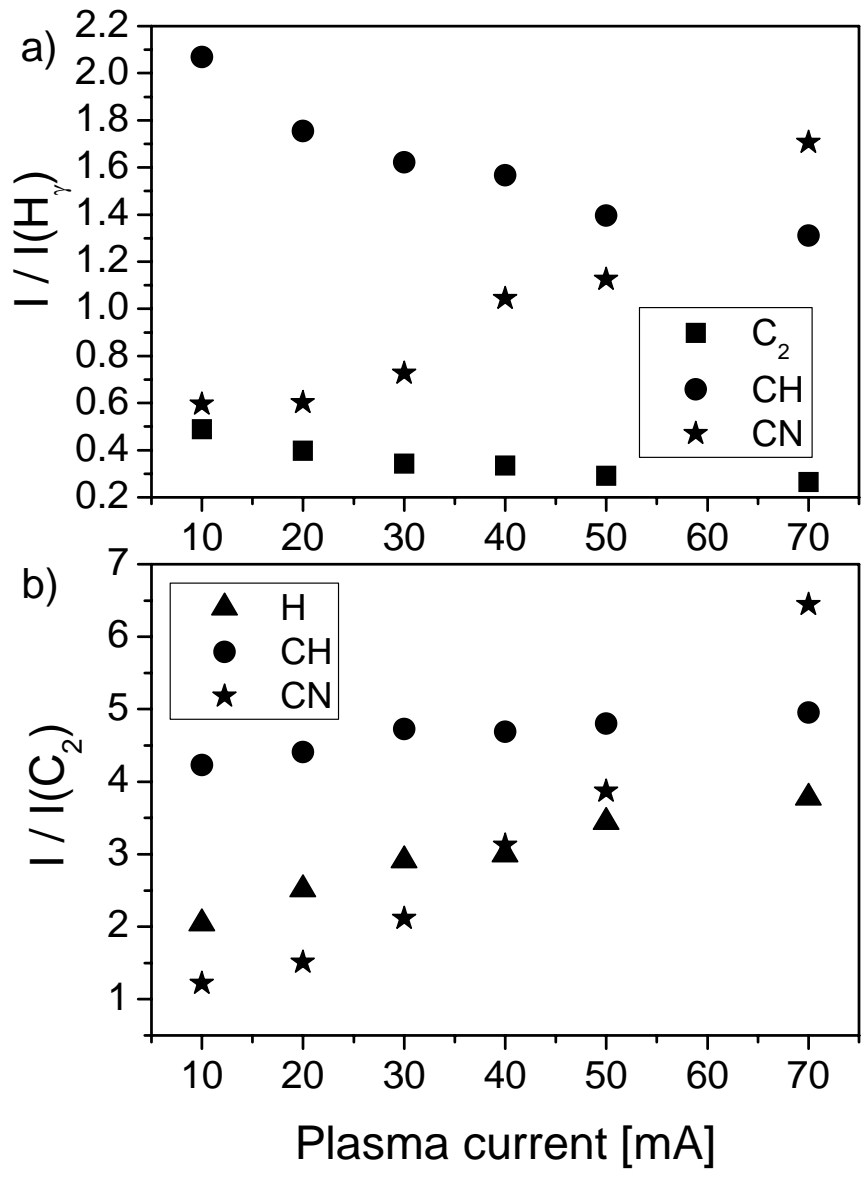 a)
2.2
2.0
1.8
1.6
1.4
1.2
1.0
0.8
0.6
0.4
0.2
I / I(Hγ)
C2
CH
CN
10 20 30 40 50 60 70
b)
7
6
5
4
3
2
1
I / I(C2)
H
CH
CN
10 20 30 40 50 60 70
Plasma current [mA]